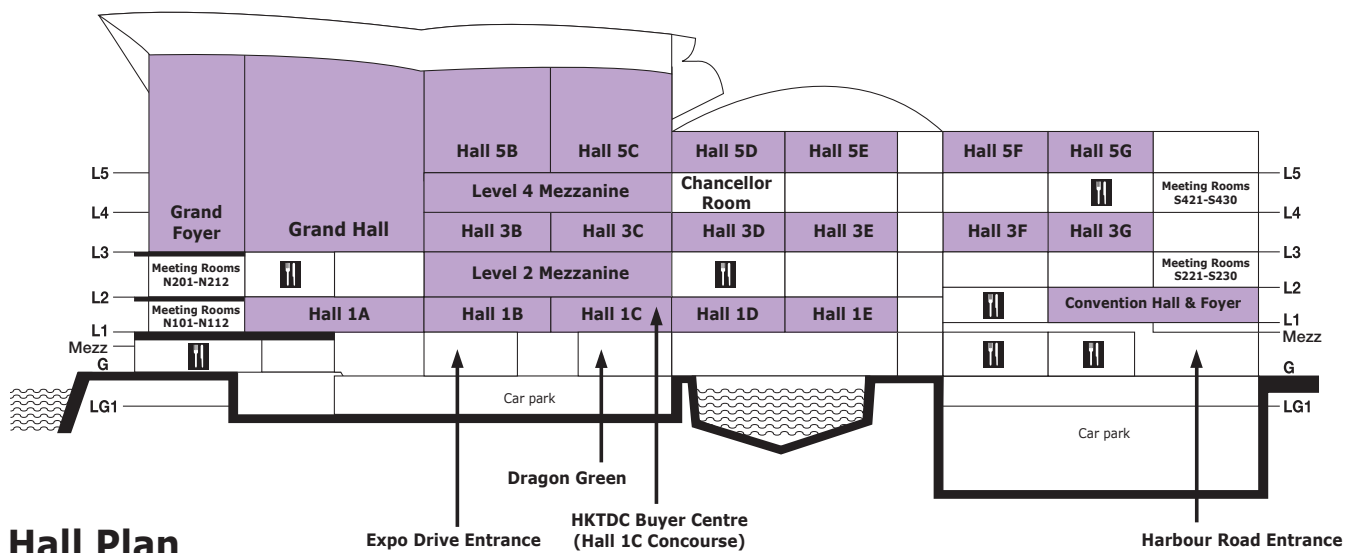 Hall 5B
Hall 5C
Hall 5D
Hall 5E
Hall 5F
Hall 5G
L5
L5
Level 4 Mezzanine
Chancellor
Room
Meeting Rooms
S421-S430
L4
L4
Grand
Foyer
Grand Hall
Hall 3B
Hall 3C
Hall 3D
Hall 3E
Hall 3F
Hall 3G
L3
L3
Meeting Rooms
N201-N212
Level 2 Mezzanine
Meeting Rooms
S221-S230
L2
L2
Meeting Rooms
N101-N112
Hall 1A
Hall 1B
Hall 1C
Hall 1D
Hall 1E
Convention Hall & Foyer
L1
L1
Mezz
Mezz
G
G
LG1
Car park
LG1
Car park
Dragon Green
Expo Drive Entrance
HKTDC Buyer Centre
(Hall 1C Concourse)
Harbour Road Entrance
Hall Plan